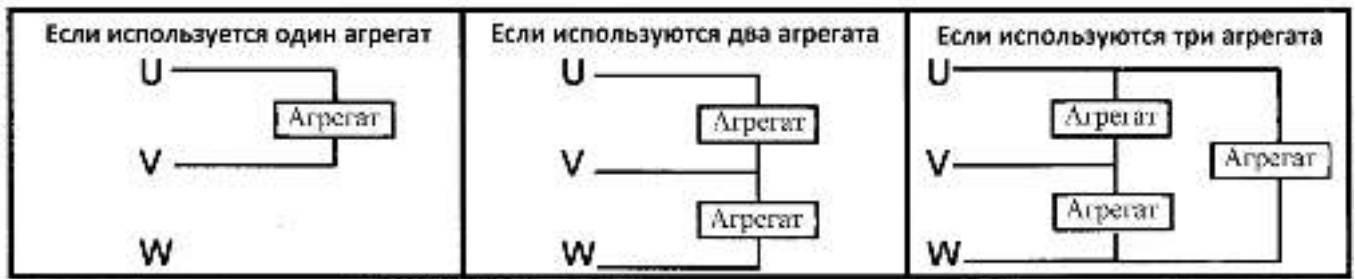 Если используется один агрегат
U
Агрегат
V
W
Если используются два агрегата
U
Агрегат
V
Агрегат
W
Если используются три агрегата
U
Агрегат
V
Агрегат
Агрегат
W